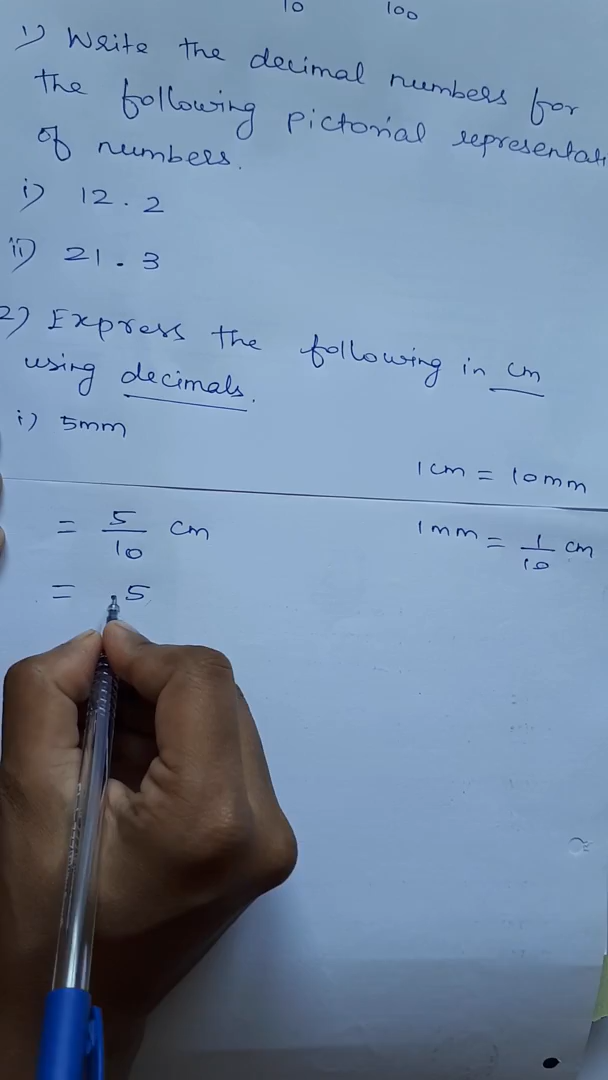 10 100
1) Write the decimal numbers for
the following pictorial representati
of numbers.
i) 12.2
ii) 21.3
2) Express the following in cm
using decimals.
i) 5mm
1cm = 10mm
= 5/10 cm
1mm = 1/10 cm
= .5